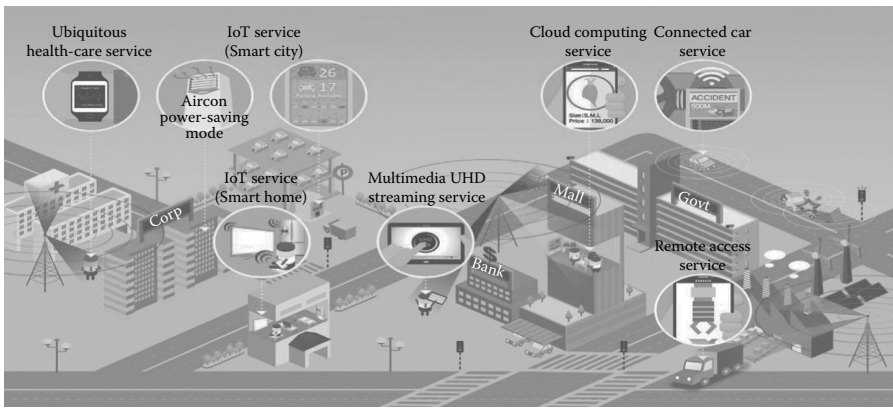 Ubiquitous
health-care service
IoT service
(Smart city)
Cloud computing
service
Connected car
service
Aircon
power-saving
mode
26
17
Size:S.M.L
Price : 138,000
ACCIDENT
500M
IoT service
(Smart home)
Multimedia UHD
streaming service
Corp
P
Mall
Govt
Bank
$
Remote access
service